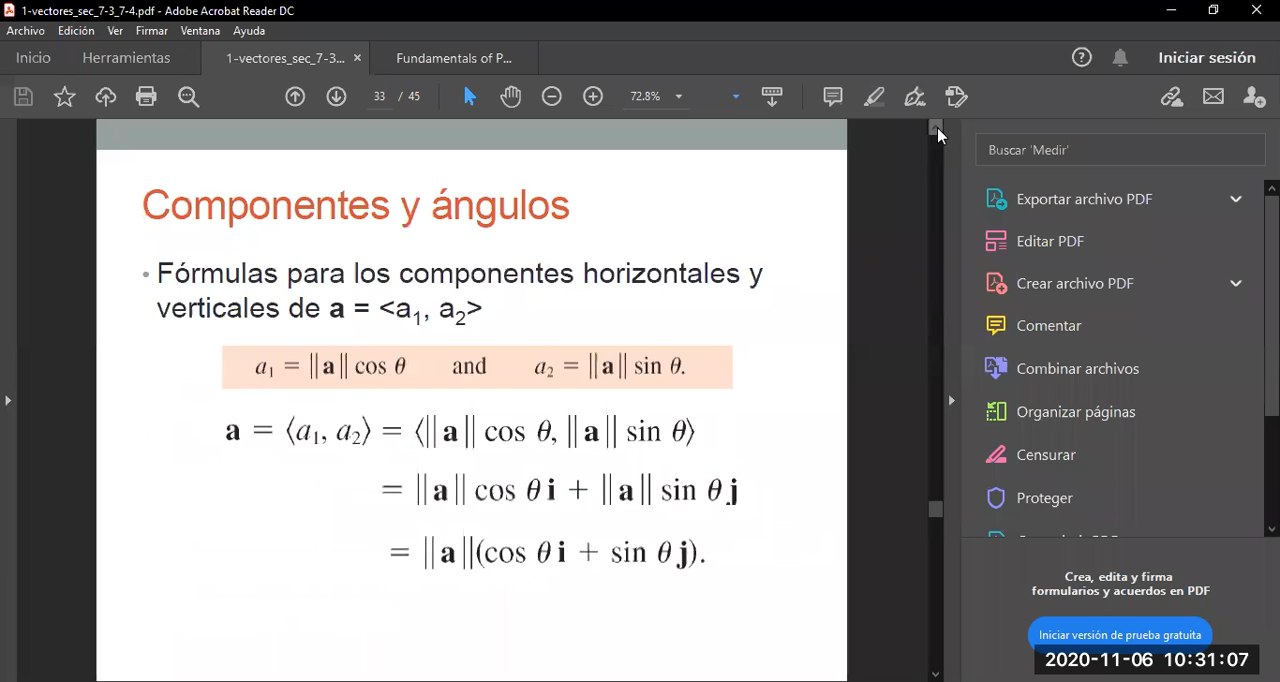 1-vectores_sec_7-3_7-4.pdf - Adobe Acrobat Reader DC
Archivo Edición Ver Firmar Ventana Ayuda
Inicio Herramientas 1-vectores_sec_7-3... × Fundamentals of P... Iniciar sesión
33 / 45 72.8%
Buscar 'Medir'
Componentes y ángulos
• Fórmulas para los componentes horizontales y
verticales de a = <a₁, a₂>
a₁ = ||a|| cos θ and a₂ = ||a|| sin θ.
a = ⟨a₁, a₂⟩ = ⟨||a|| cos θ, ||a|| sin θ⟩
= ||a|| cos θ i + ||a|| sin θ j
= ||a||(cos θ i + sin θ j).
Exportar archivo PDF
Editar PDF
Crear archivo PDF
Comentar
Combinar archivos
Organizar páginas
Censurar
Proteger
Crea, edita y firma
formularios y acuerdos en PDF
Iniciar versión de prueba gratuita
2020-11-06 10:31:07